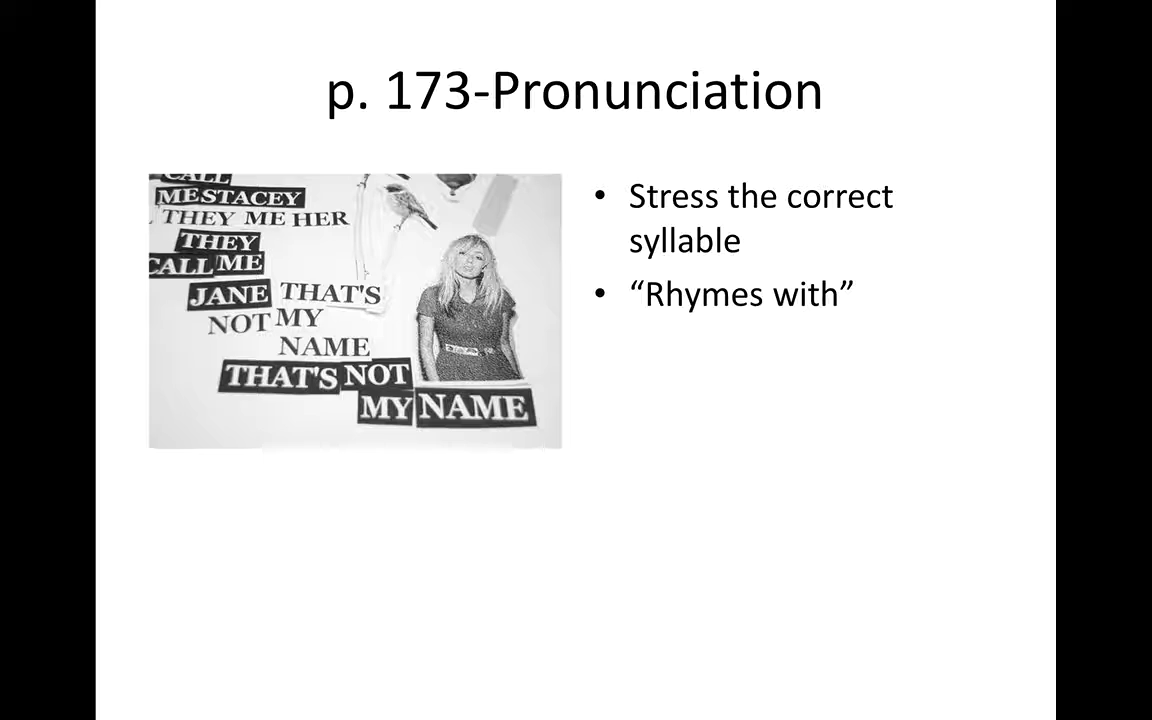 p. 173-Pronunciation
CALL
ME STACEY
THEY ME HER
THEY
CALL ME
JANE THAT'S
NOT MY
NAME
THAT'S NOT
MY NAME
• Stress the correct
syllable
• “Rhymes with”